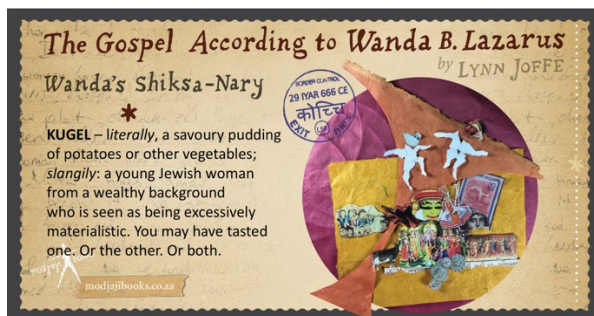 The Gospel According to Wanda B. Lazarus
by LYNN JOFFE
Wanda's Shiksa-Nary
BORDER CONTROL
29 IYAR 666 CE
कोच्चि
EXIT
*
KUGEL – literally, a savoury pudding
of potatoes or other vegetables;
slangily: a young Jewish woman
from a wealthy background
who is seen as being excessively
materialistic. You may have tasted
one. Or the other. Or both.
modjaji books
modjajibooks.co.za